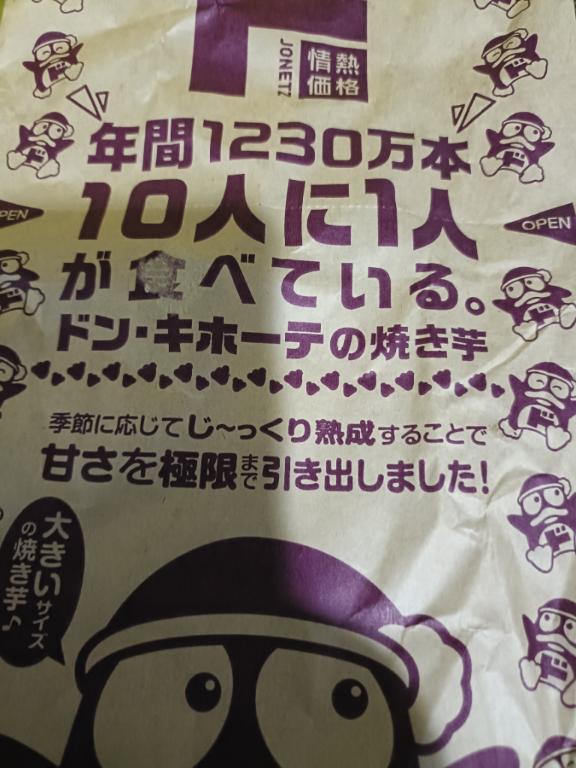 情熱価格
JONETZ
年間1230万本
10人に1人
が食べている。
ドン・キホーテの焼き芋
OPEN
OPEN
季節に応じてじ〜っくり熟成することで
甘さを極限まで引き出しました!
大きいサイズ
の焼き芋♪